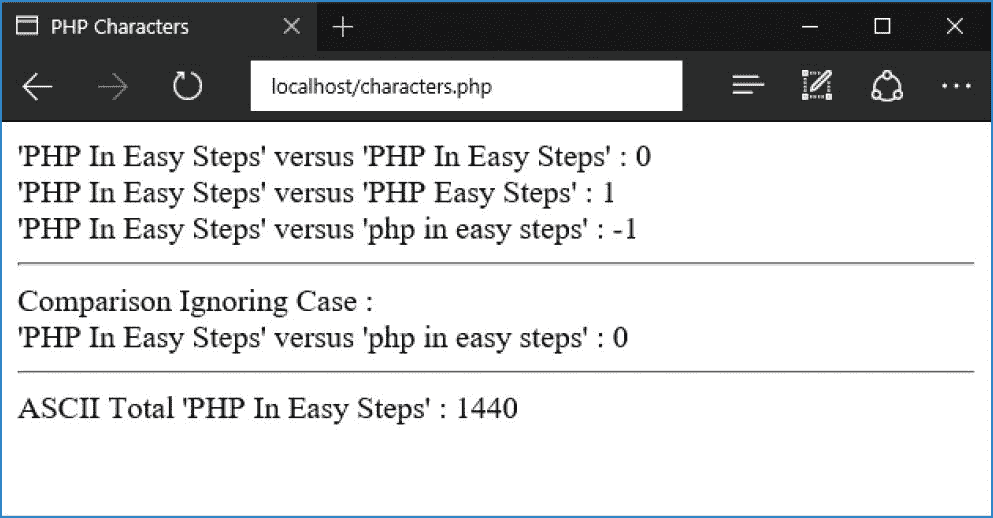 PHP Characters
localhost/characters.php
'PHP In Easy Steps' versus 'PHP In Easy Steps' : 0
'PHP In Easy Steps' versus 'PHP Easy Steps' : 1
'PHP In Easy Steps' versus 'php in easy steps' : -1
Comparison Ignoring Case :
'PHP In Easy Steps' versus 'php in easy steps' : 0
ASCII Total 'PHP In Easy Steps' : 1440